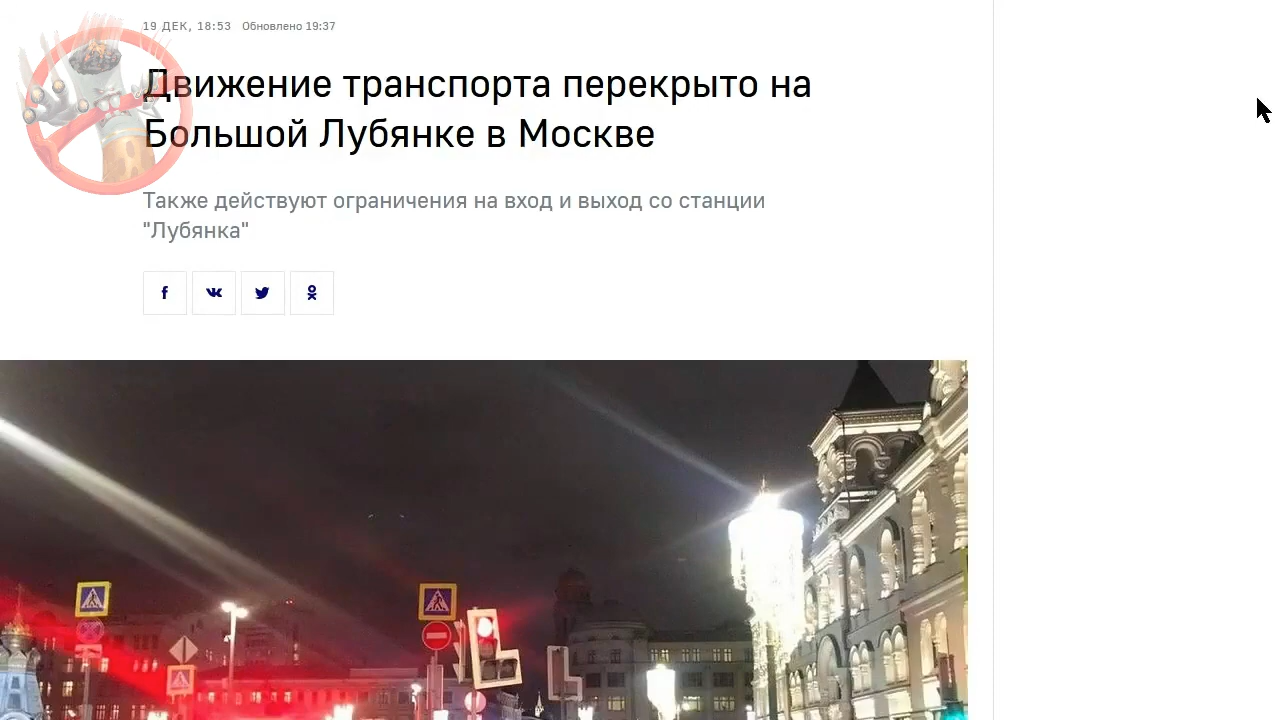 19 ДЕК, 18:53 Обновлено 19:37
Движение транспорта перекрыто на
Большой Лубянке в Москве
Также действуют ограничения на вход и выход со станции
"Лубянка"